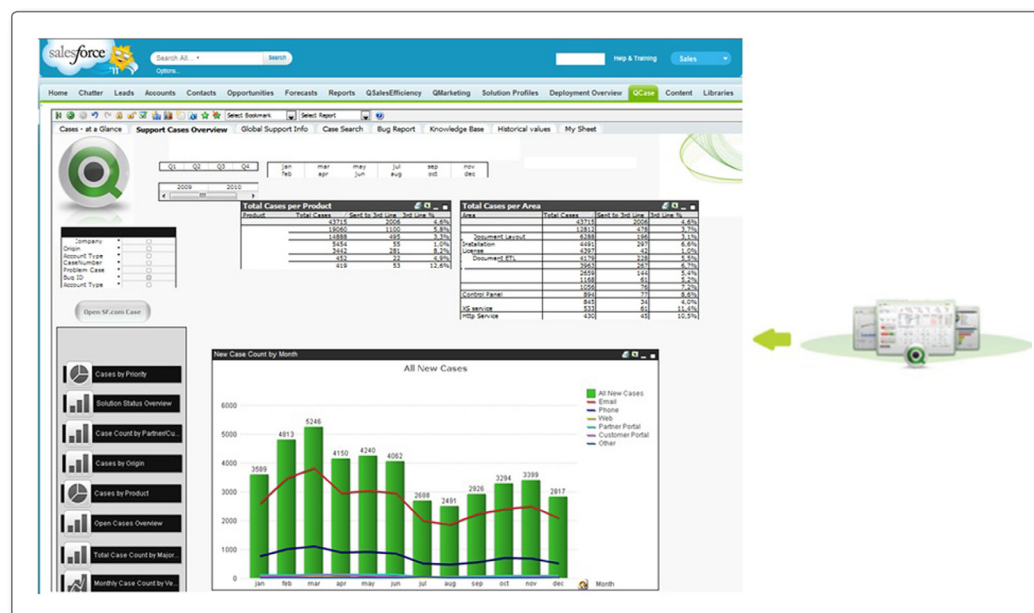 salesforce
Search All... Search
Options...
Help & Training Sales
Home Chatter Leads Accounts Contacts Opportunities Forecasts Reports QSalesEfficiency QMarketing Solution Profiles Deployment Overview QCase Content Libraries
Select Bookmark Select Report
Cases - at a Glance Support Cases Overview Global Support Info Case Search Bug Report Knowledge Base Historical values My Sheet
Q1 Q2 Q3 Q4
jan mar may jul sep nov
feb apr jun aug oct dec
2009 2010
Total Cases per Product
Product Total Cases Sent to 3rd Line 3rd Line %
43715 2006 4,6%
19060 1100 5,8%
14888 495 3,3%
5454 55 1,0%
3442 281 8,2%
452 22 4,9%
419 53 12,6%
Total Cases per Area
Area Total Cases Sent to 3rd Line 3rd Line %
43715 2006 4,6%
12812 478 3,7%
Document Layout 6288 196 3,1%
Installation 4491 297 6,6%
License 4397 42 1,0%
Document ETL 4179 228 5,5%
3963 267 6,7%
2659 144 5,4%
1168 61 5,2%
1056 76 7,2%
Control Panel 894 77 8,6%
845 34 4,0%
XS service 533 61 11,4%
Http Service 430 45 10,5%
Company
Origin
Account Type
CaseNumber
Problem Case
Bug ID
Account Type
Open SF.com Case
Cases by Priority
Solution Status Overview
Case Count by Partner/Cu...
Cases by Origin
Cases by Product
Open Cases Overview
Total Case Count by Major...
Monthly Case Count by Ve...
New Case Count by Month
All New Cases
All New Cases
Email
Phone
Web
Partner Portal
Customer Portal
Other
6000
5000
4000
3000
2000
1000
0
3589 4813 5246 4150 4240 4062 2688 2491 2926 3294 3399 2817
jan feb mar apr may jun jul aug sep oct nov dec
Month